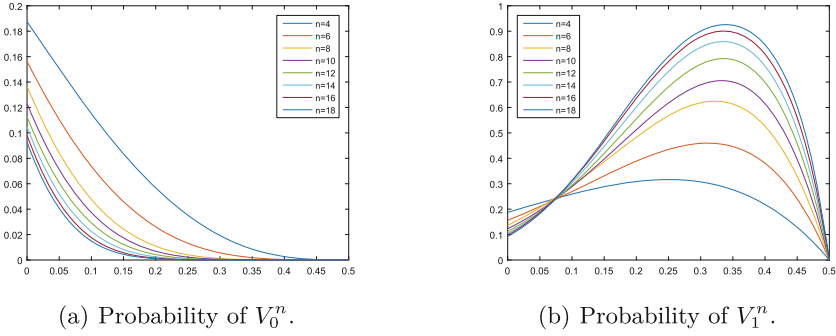 0.2
0.18
0.16
0.14
0.12
0.1
0.08
0.06
0.04
0.02
0
0 0.05 0.1 0.15 0.2 0.25 0.3 0.35 0.4 0.45 0.5
n=4
n=6
n=8
n=10
n=12
n=14
n=16
n=18
(a) Probability of $V_0^n$.
1
0.9
0.8
0.7
0.6
0.5
0.4
0.3
0.2
0.1
0
0 0.05 0.1 0.15 0.2 0.25 0.3 0.35 0.4 0.45 0.5
n=4
n=6
n=8
n=10
n=12
n=14
n=16
n=18
(b) Probability of $V_1^n$.